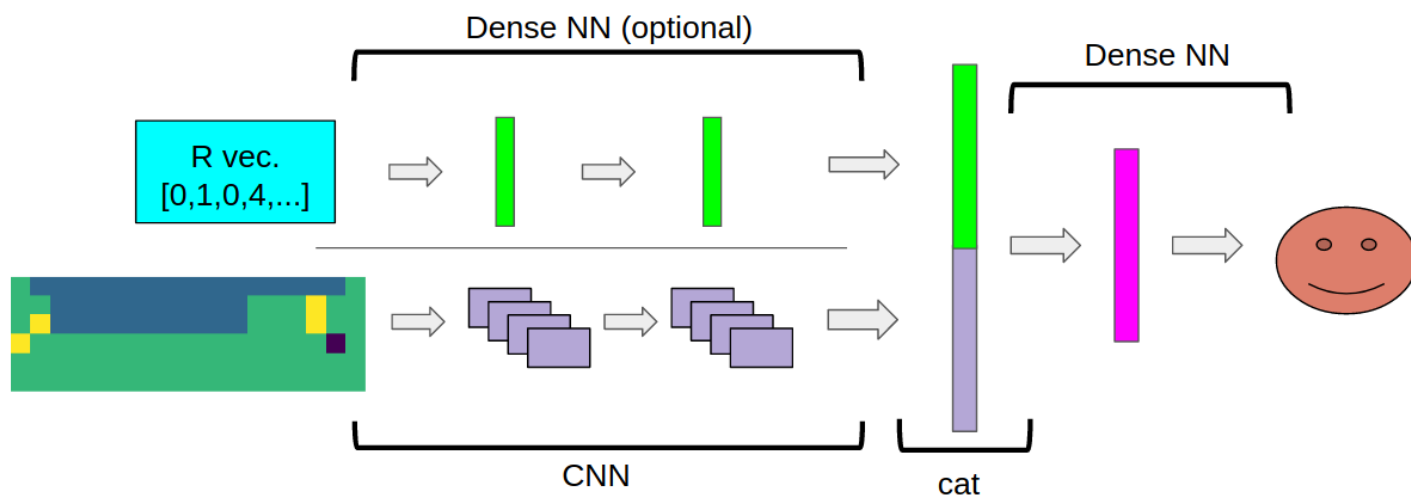 Dense NN (optional)
Dense NN
R vec.
[0,1,0,4,...]
CNN
cat